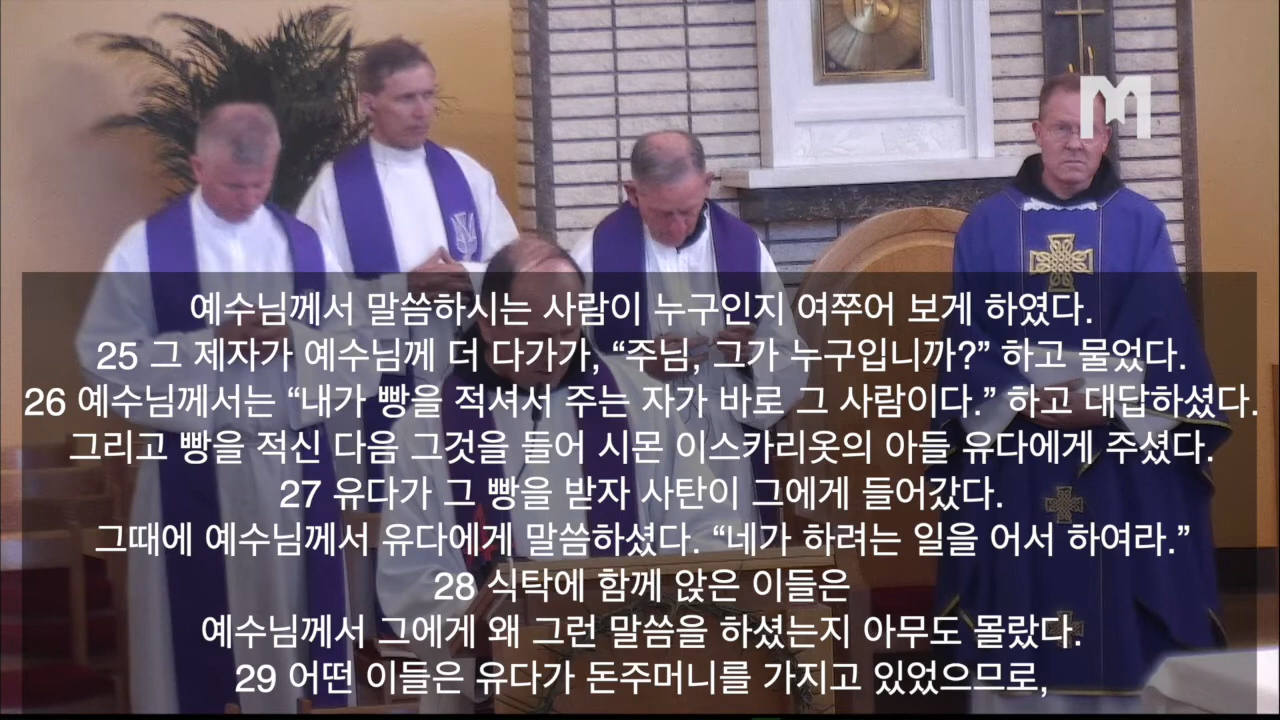 예수님께서 말씀하시는 사람이 누구인지 여쭈어 보게 하였다.
25 그 제자가 예수님께 더 다가가, “주님, 그가 누구입니까?” 하고 물었다.
26 예수님께서는 “내가 빵을 적셔서 주는 자가 바로 그 사람이다.” 하고 대답하셨다.
그리고 빵을 적신 다음 그것을 들어 시몬 이스카리옷의 아들 유다에게 주셨다.
27 유다가 그 빵을 받자 사탄이 그에게 들어갔다.
그때에 예수님께서 유다에게 말씀하셨다. “네가 하려는 일을 어서 하여라.”
28 식탁에 함께 앉은 이들은
예수님께서 그에게 왜 그런 말씀을 하셨는지 아무도 몰랐다.
29 어떤 이들은 유다가 돈주머니를 가지고 있었으므로,